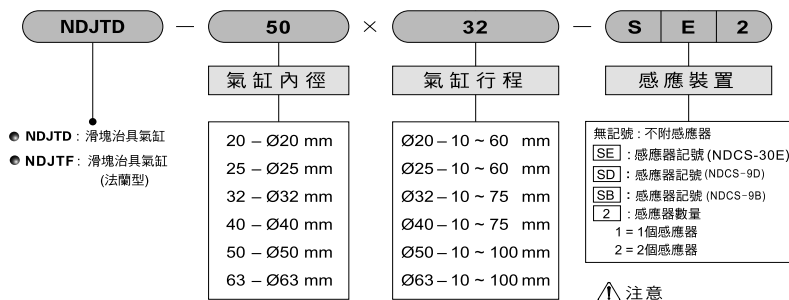 NDJTD — 50 × 32 — S E 2
氣缸內徑
氣缸行程
感應裝置
NDJTD : 滑塊治具氣缸
NDJTF : 滑塊治具氣缸
(法蘭型)
20 – Ø20 mm
25 – Ø25 mm
32 – Ø32 mm
40 – Ø40 mm
50 – Ø50 mm
63 – Ø63 mm
Ø20 – 10 ~ 60 mm
Ø25 – 10 ~ 60 mm
Ø32 – 10 ~ 75 mm
Ø40 – 10 ~ 75 mm
Ø50 – 10 ~ 100 mm
Ø63 – 10 ~ 100 mm
無記號 : 不附感應器
SE : 感應器記號 (NDCS-30E)
SD : 感應器記號 (NDCS-9D)
SB : 感應器記號 (NDCS-9B)
2 : 感應器數量
1 = 1個感應器
2 = 2個感應器
注意